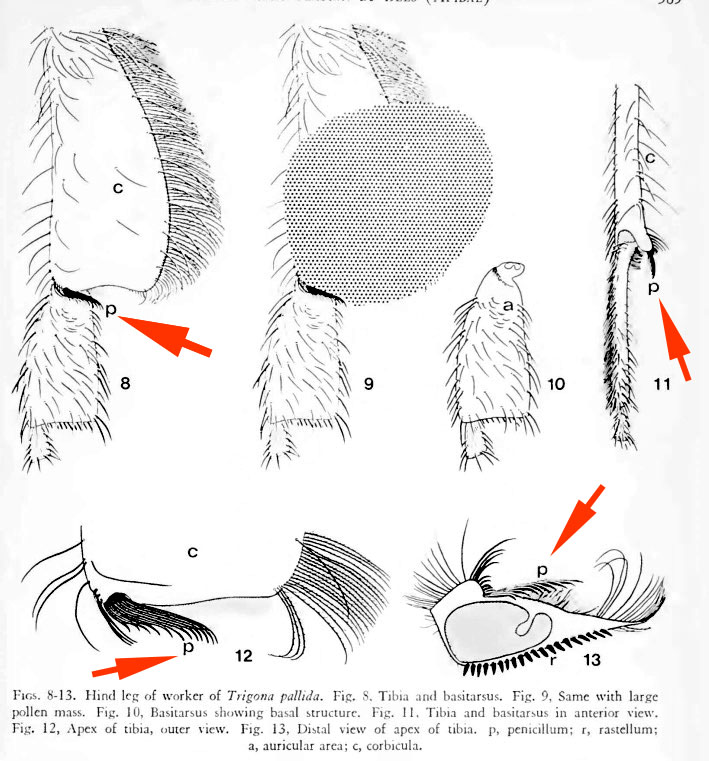 (APIDAE)
c
c
p
p
a
8
9
10
11
c
p
c
p
12
r
13
FIGS. 8-13. Hind leg of worker of Trigona pallida. Fig. 8. Tibia and basitarsus. Fig. 9, Same with large
pollen mass. Fig. 10, Basitarsus showing basal structure. Fig. 11. Tibia and basitarsus in anterior view.
Fig. 12, Apex of tibia, outer view. Fig. 13, Distal view of apex of tibia. p, penicillum; r, rastellum;
a, auricular area; c, corbicula.